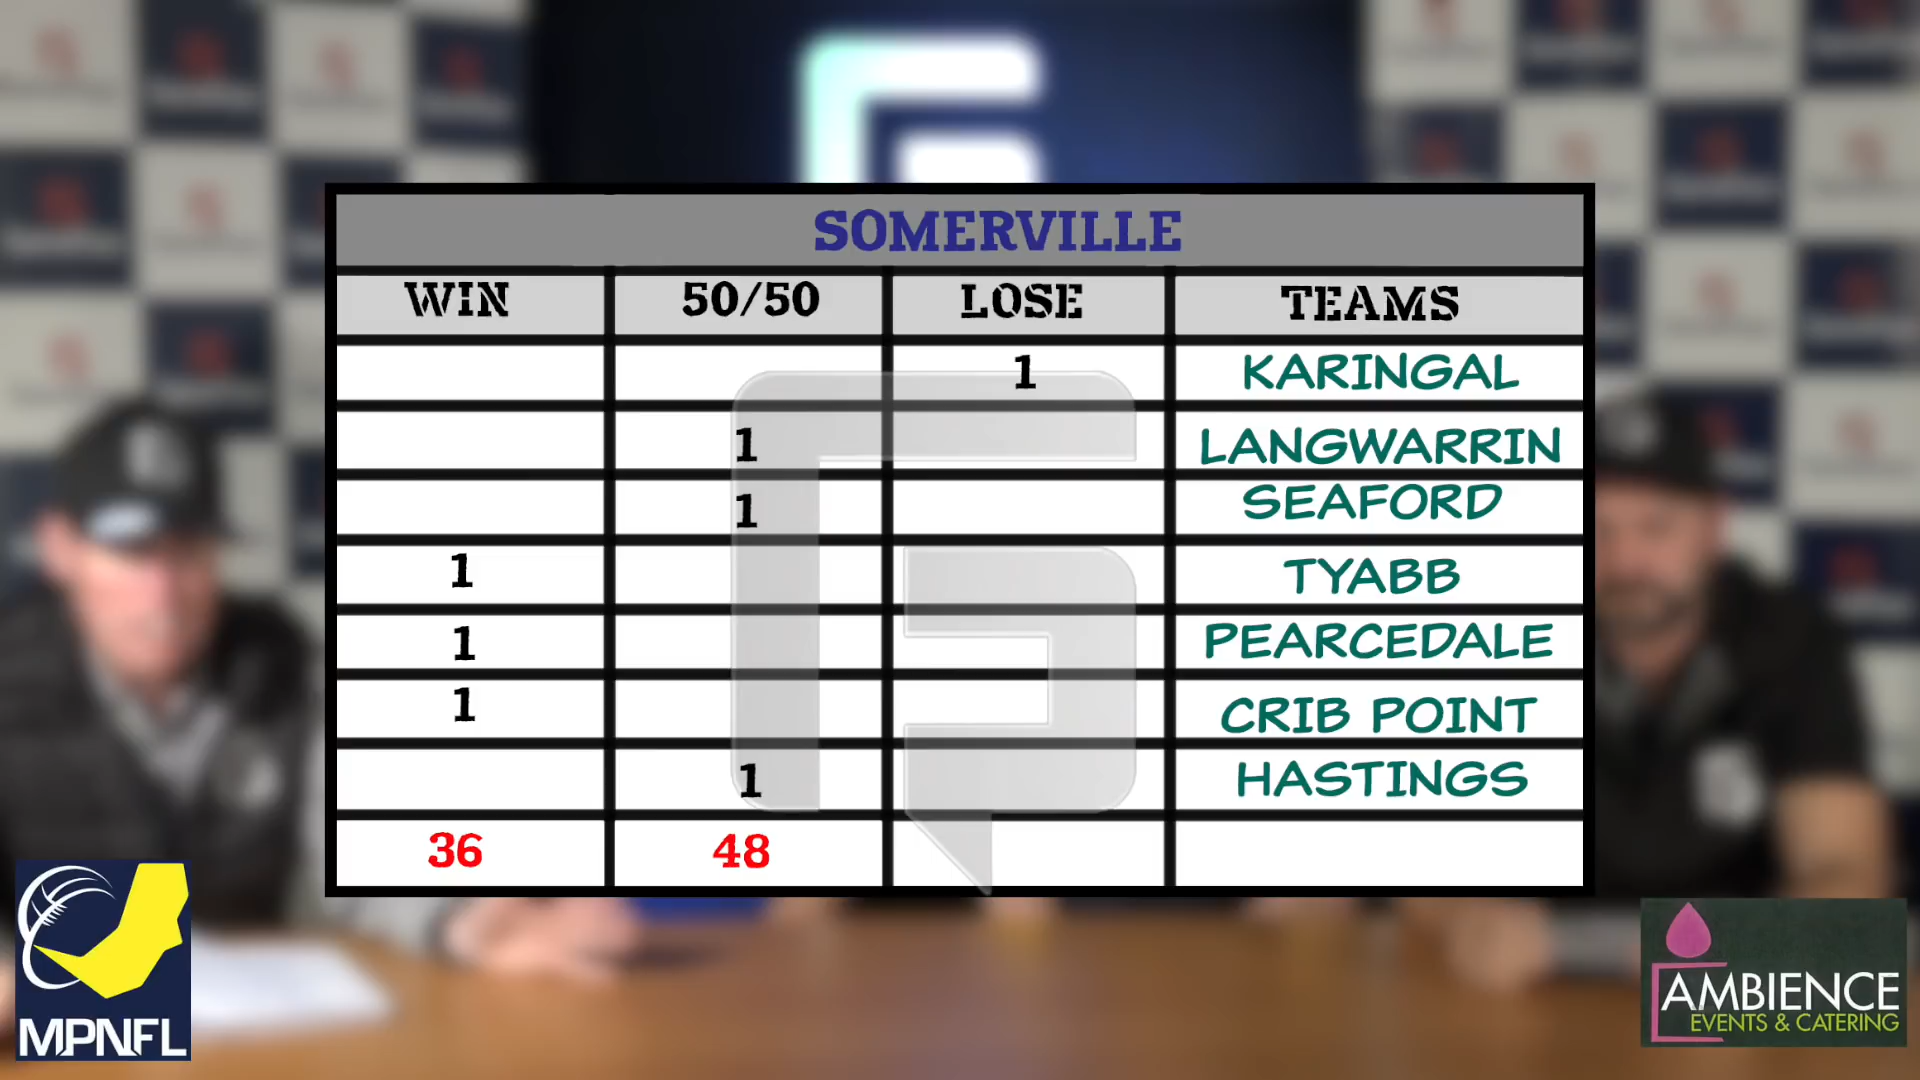 SOMERVILLE
WIN 50/50 LOSE TEAMS
1 KARINGAL
1 LANGWARRIN
1 SEAFORD
1 TYABB
1 PEARCEDALE
1 CRIB POINT
1 HASTINGS
36 48
MPNFL
AMBIENCE
EVENTS & CATERING